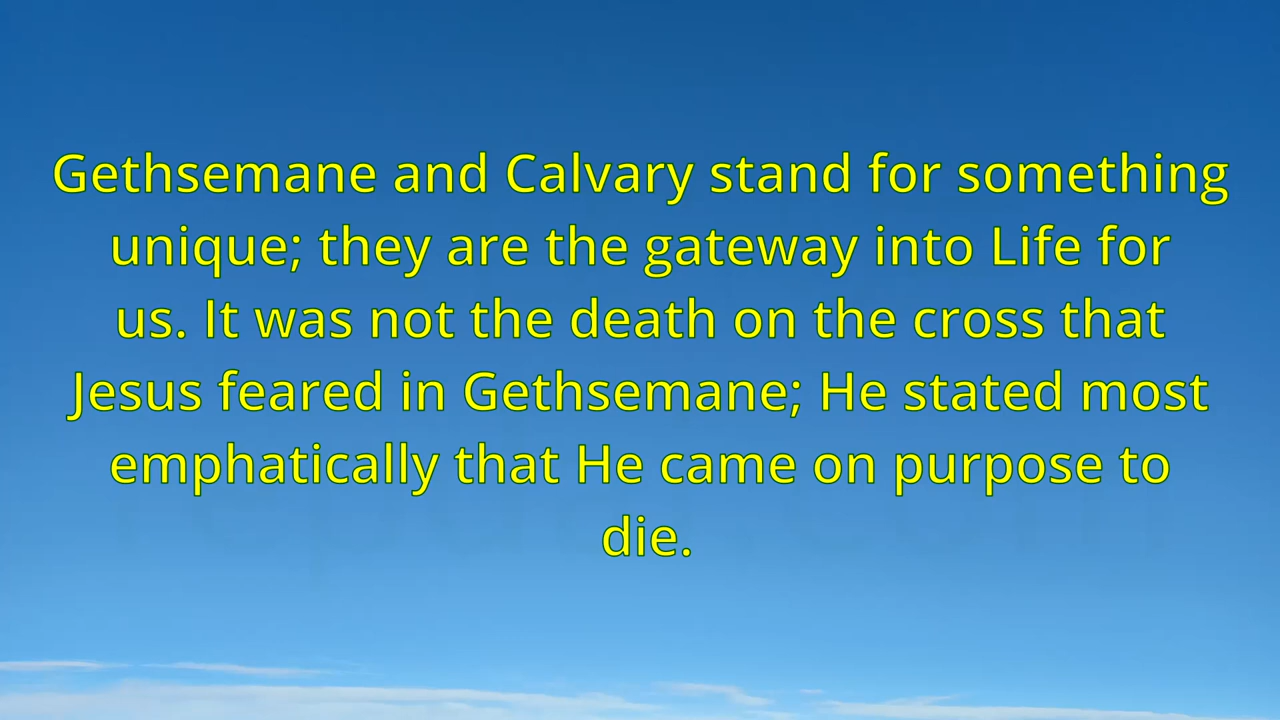 Gethsemane and Calvary stand for something
unique; they are the gateway into Life for
us. It was not the death on the cross that
Jesus feared in Gethsemane; He stated most
emphatically that He came on purpose to
die.